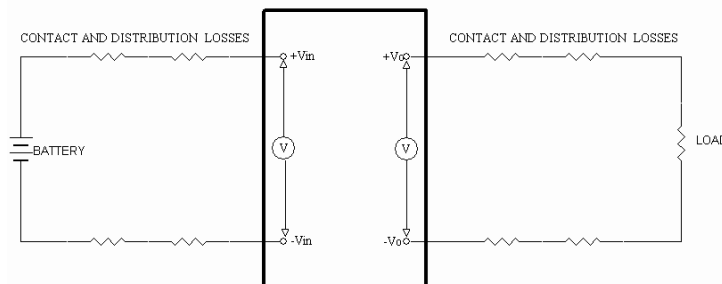 CONTACT AND DISTRIBUTION LOSSES
CONTACT AND DISTRIBUTION LOSSES
+Vin
+Vo
BATTERY
V
V
LOAD
-Vin
-Vo